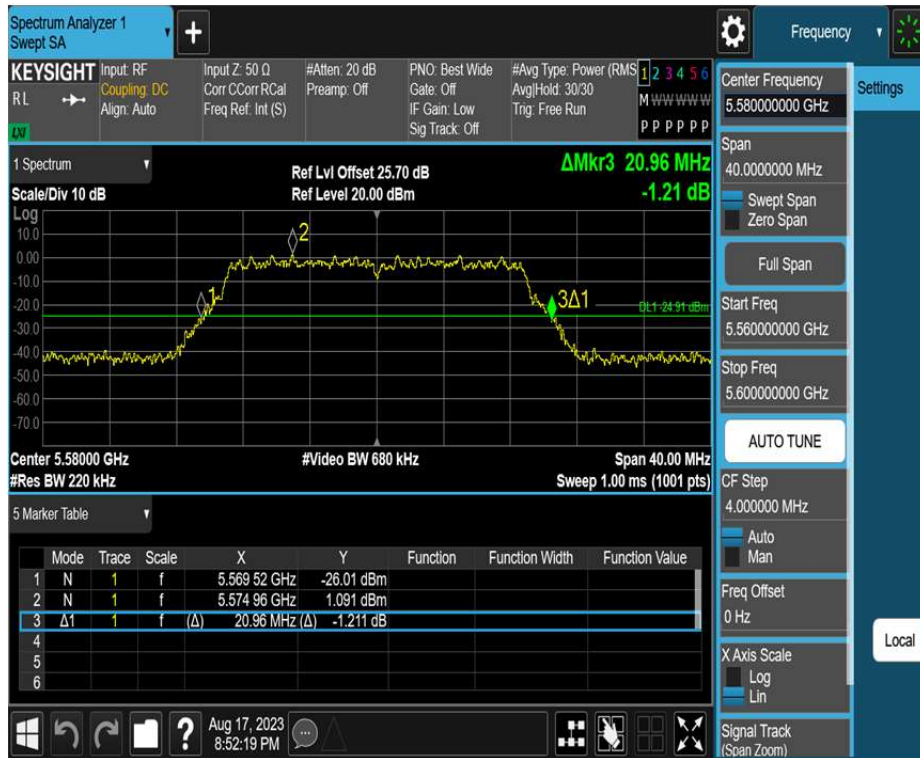 Spectrum Analyzer 1
Swept SA
+
Frequency
KEYSIGHT
RL
LXI
Input: RF
Coupling: DC
Align: Auto
Input Z: 50 Ω
Corr CCorr RCal
Freq Ref: Int (S)
#Atten: 20 dB
Preamp: Off
PNO: Best Wide
Gate: Off
IF Gain: Low
Sig Track: Off
#Avg Type: Power (RMS
Avg|Hold: 30/30
Trig: Free Run
1 2 3 4 5 6
M W W W W W
P P P P P P
Center Frequency
5.580000000 GHz
Settings
Span
40.0000000 MHz
Swept Span
Zero Span
Full Span
Start Freq
5.560000000 GHz
Stop Freq
5.600000000 GHz
AUTO TUNE
CF Step
4.000000 MHz
Auto
Man
Freq Offset
0 Hz
X Axis Scale
Log
Lin
Signal Track
(Span Zoom)
Local
1 Spectrum
Scale/Div 10 dB
Ref Lvl Offset 25.70 dB
Ref Level 20.00 dBm
ΔMkr3 20.96 MHz
-1.21 dB
Log
10.0
0.00
-10.0
-20.0
-30.0
-40.0
-50.0
-60.0
-70.0
2
1
3Δ1
DL1 -24.91 dBm
Center 5.58000 GHz
#Video BW 680 kHz
Span 40.00 MHz
#Res BW 220 kHz
Sweep 1.00 ms (1001 pts)
5 Marker Table
Mode Trace Scale X Y Function Function Width Function Value
1 N 1 f 5.569 52 GHz -26.01 dBm
2 N 1 f 5.574 96 GHz 1.091 dBm
3 Δ1 1 f (Δ) 20.96 MHz (Δ) -1.211 dB
4
5
6
?
Aug 17, 2023
8:52:19 PM